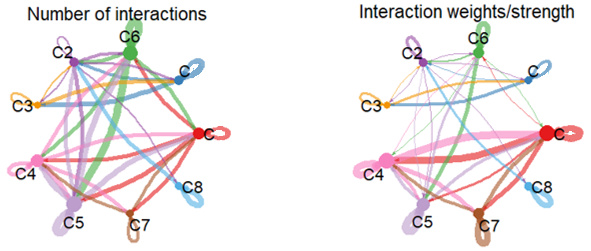 Number of interactions
C6
C2
C
C3
C
C4
C8
C5
C7
Interaction weights/strength
C6
C2
C
C3
C
C4
C8
C5
C7